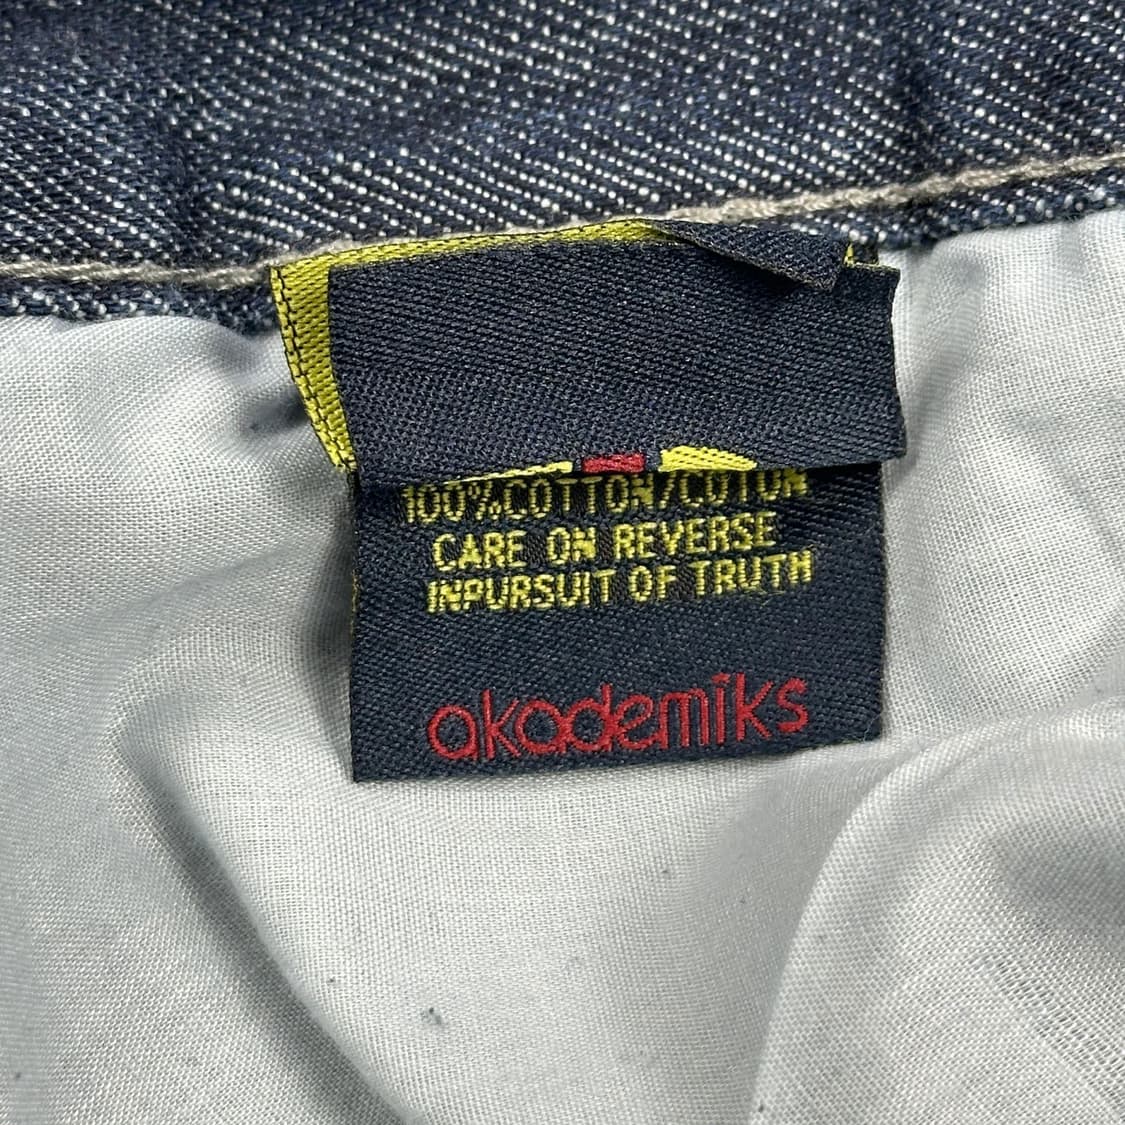 100% COTTON/COTON
CARE ON REVERSE
INPURSUIT OF TRUTH
akademiks